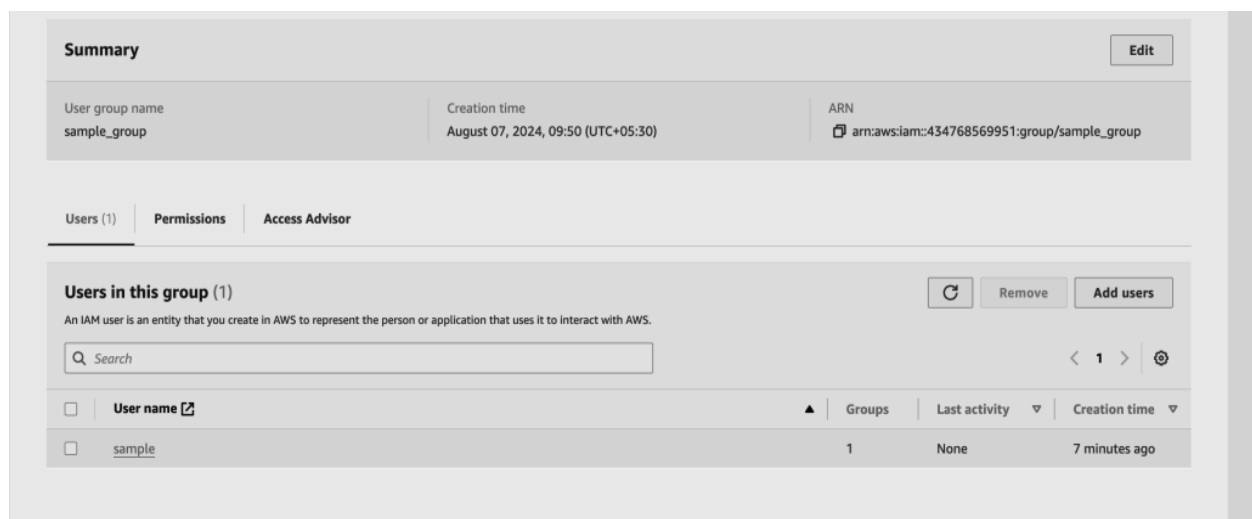 Summary
Edit
User group name
sample_group
Creation time
August 07, 2024, 09:50 (UTC+05:30)
ARN
arn:aws:iam::434768569951:group/sample_group
Users (1)
Permissions
Access Advisor
Users in this group (1)
Remove
Add users
An IAM user is an entity that you create in AWS to represent the person or application that uses it to interact with AWS.
Search
1
User name
Groups
Last activity
Creation time
sample
1
None
7 minutes ago